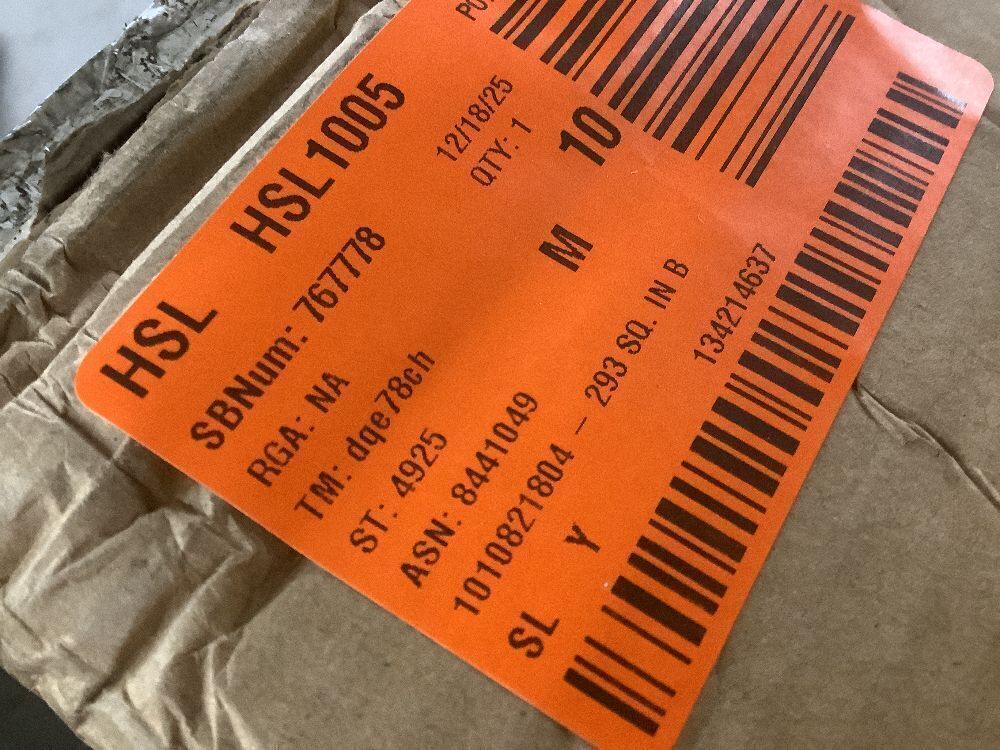 HSL HSL1005
SBNum: 767778 12/18/25
RGA: NA QTY: 1
TM: dqe78ch M 10
ST: 4925
ASN: 8441049
1010821804 – 293 SQ. IN B
SL Y 134214637